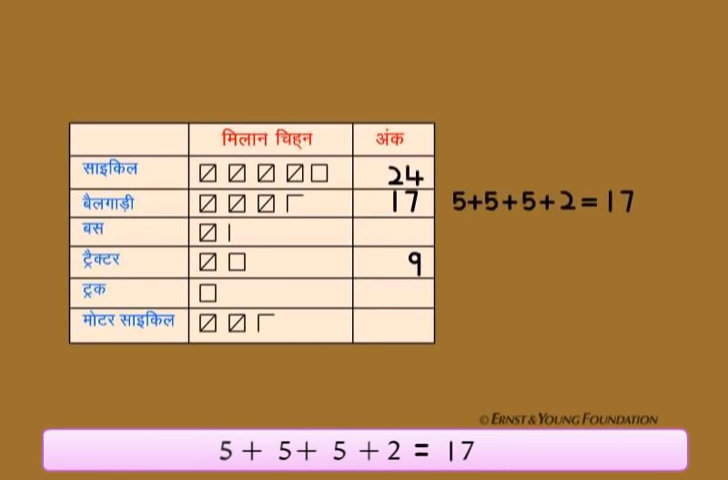 मिलान चिह्न अंक
साइकिल 24
बैलगाड़ी 17 5+5+5+2=17
बस
ट्रैक्टर 9
ट्रक
मोटर साइकिल
© ERNST & YOUNG FOUNDATION
5 + 5 + 5 + 2 = 17